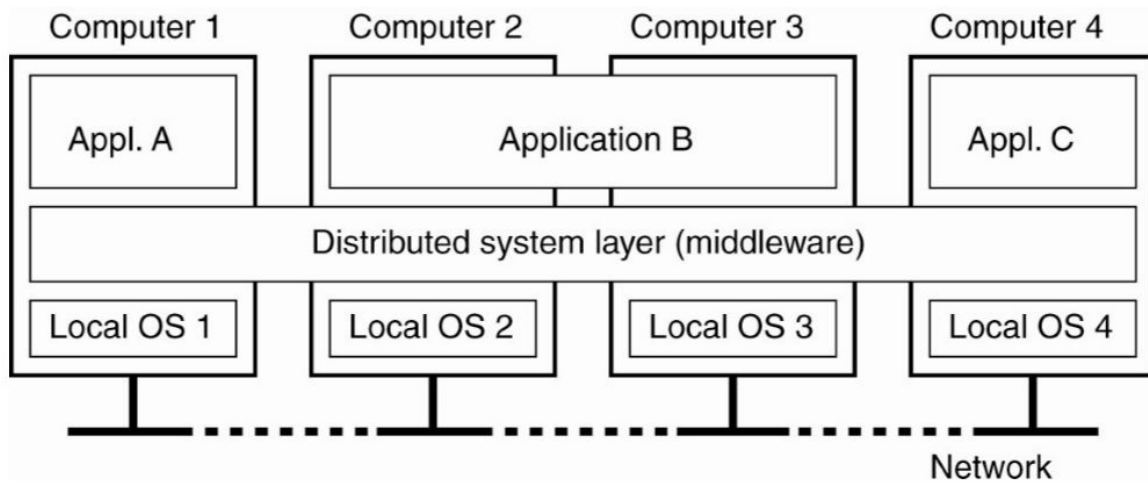 Computer 1 Computer 2 Computer 3 Computer 4
Appl. A Application B Appl. C
Distributed system layer (middleware)
Local OS 1 Local OS 2 Local OS 3 Local OS 4
Network